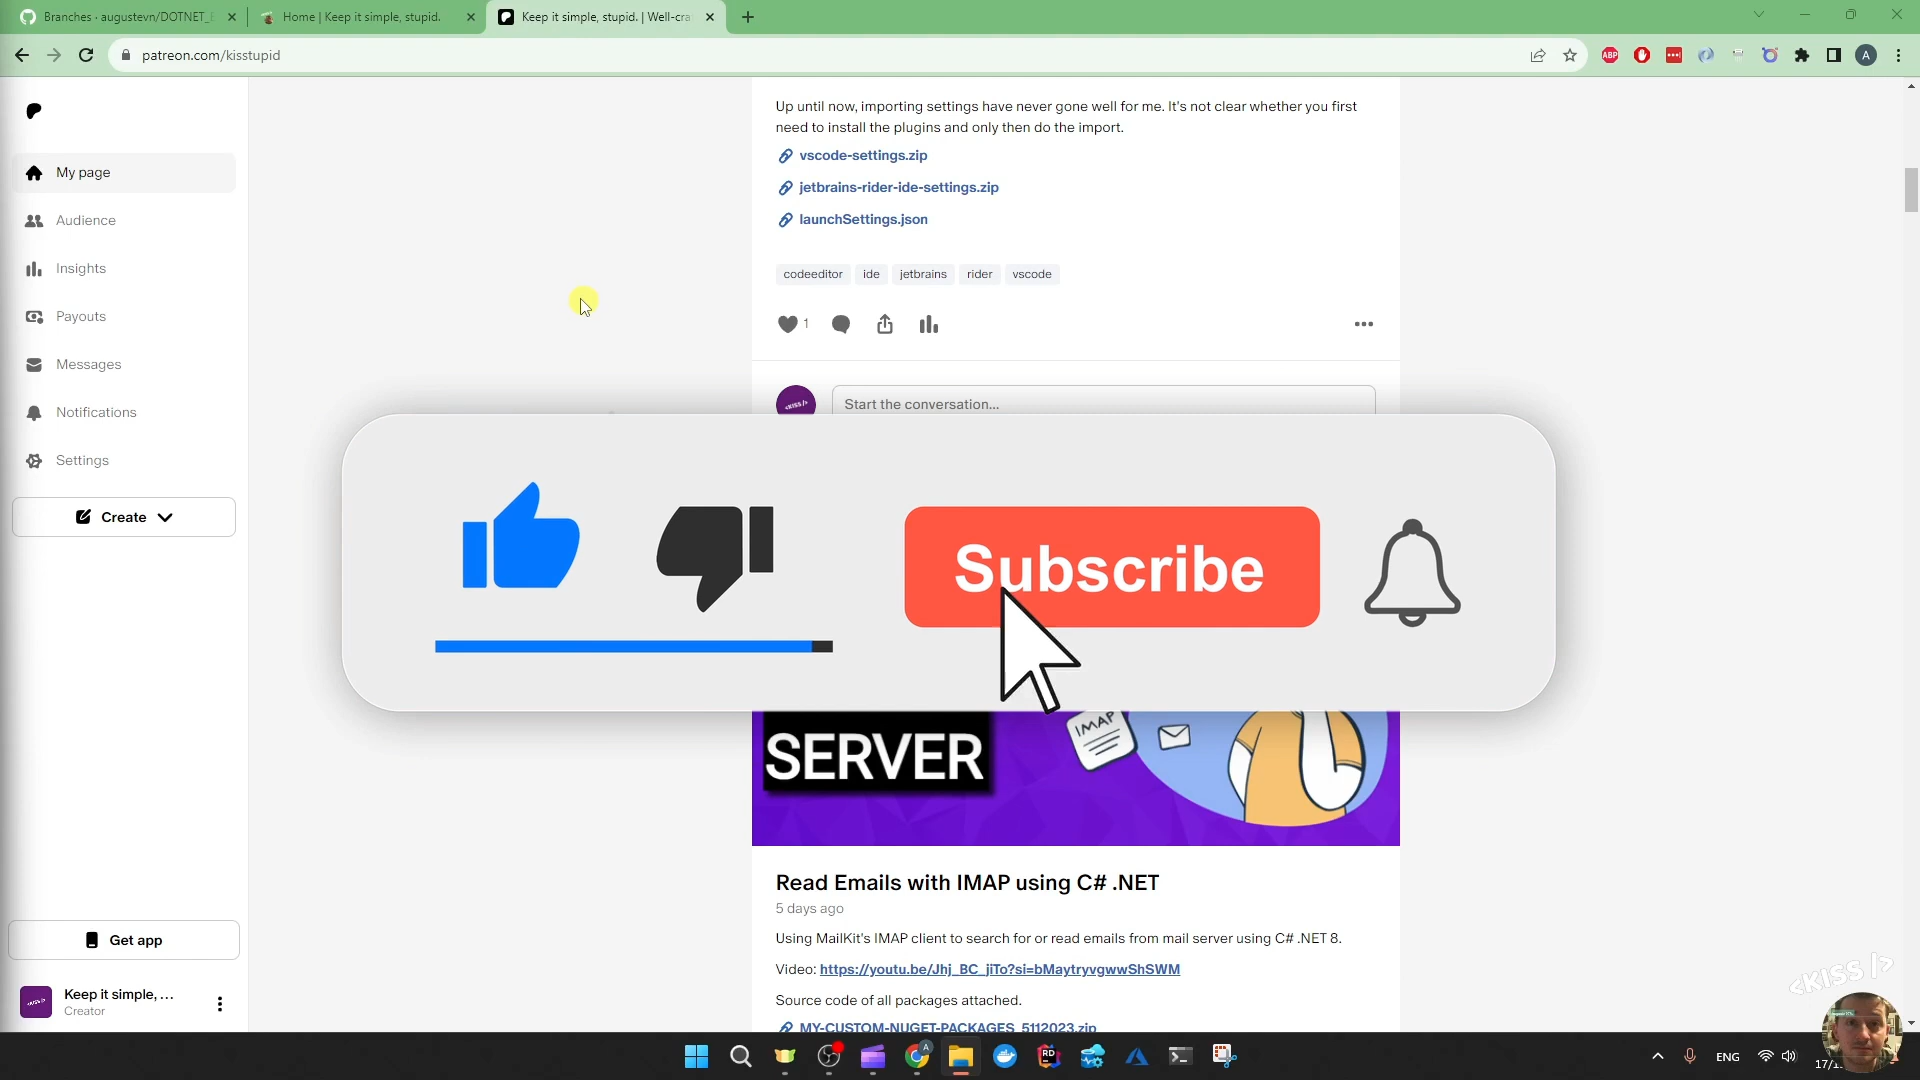 Branches · augustevn/DOTNET_
Home | Keep it simple, stupid.
Keep it simple, stupid. | Well-cra
patreon.com/kisstupid
ABP
A
My page
Audience
Insights
Payouts
Messages
Notifications
Settings
Create
Get app
Keep it simple, ...
Creator
Up until now, importing settings have never gone well for me. It's not clear whether you first
need to install the plugins and only then do the import.
vscode-settings.zip
jetbrains-rider-ide-settings.zip
launchSettings.json
codeeditor
ide
jetbrains
rider
vscode
1
<KISS/>
Start the conversation...
Subscribe
SERVER
IMAP
Read Emails with IMAP using C# .NET
5 days ago
Using MailKit's IMAP client to search for or read emails from mail server using C# .NET 8.
Video: https://youtu.be/Jhj_BC_jiTo?si=bMaytryvgwwShSWM
Source code of all packages attached.
MY-CUSTOM-NUGET-PACKAGES_5112023.zip
<KISS />
A
RD
ENG
17/1